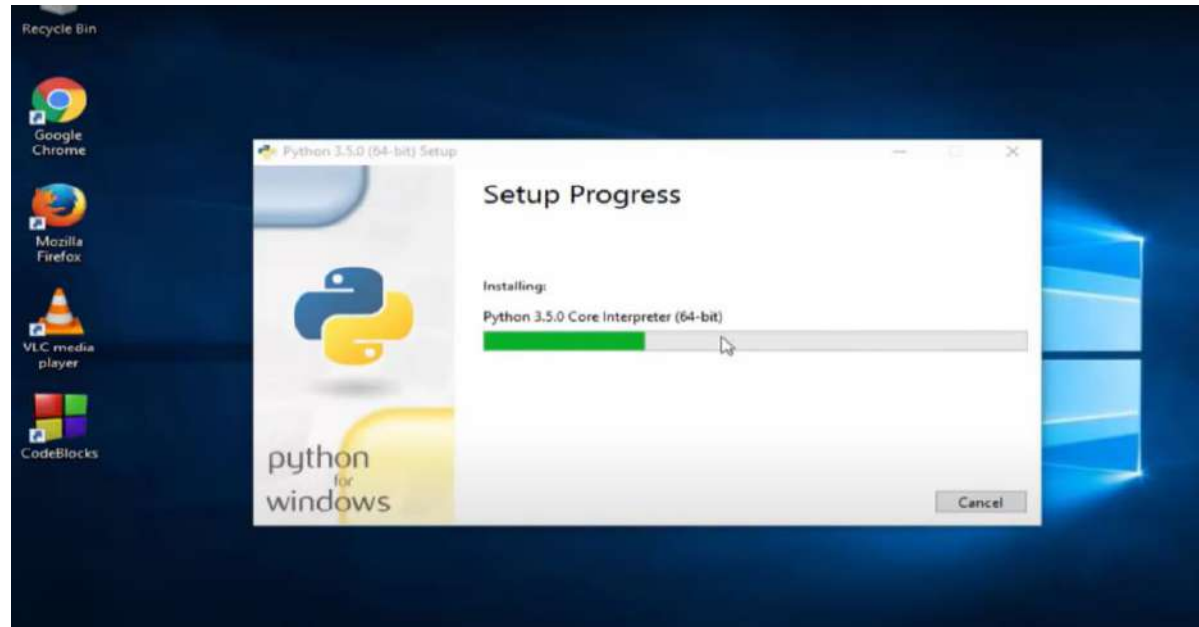 Recycle Bin
Google
Chrome
Mozilla
Firefox
VLC media
player
CodeBlocks
Python 3.5.0 (64-bit) Setup
Setup Progress
Installing:
Python 3.5.0 Core Interpreter (64-bit)
python
for
windows
Cancel